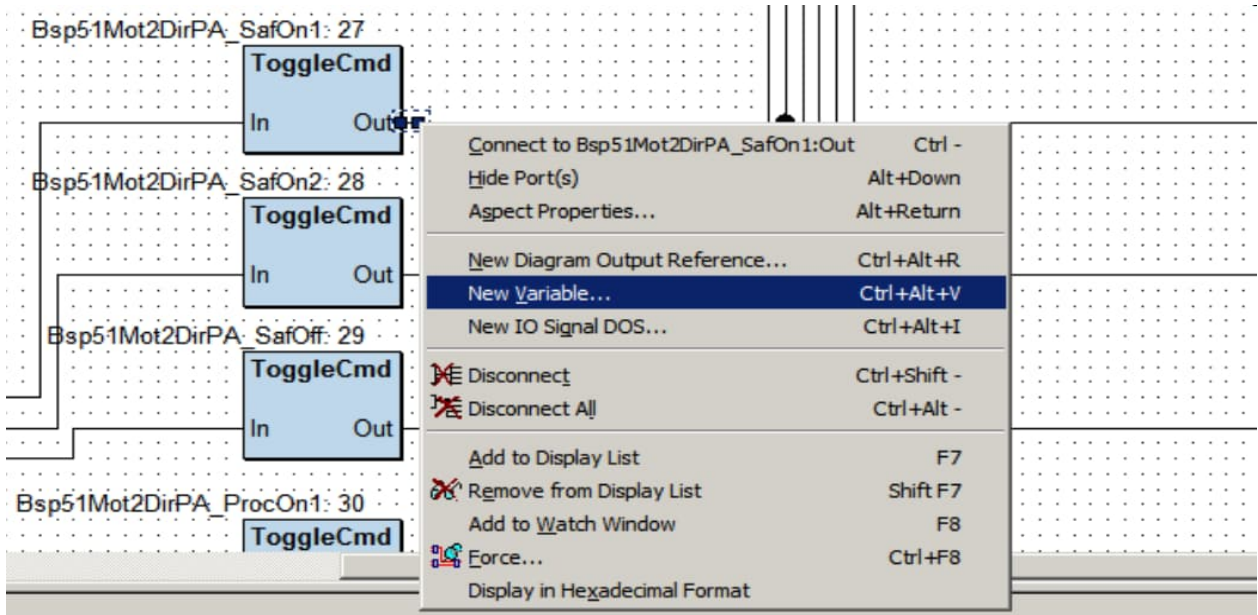 Bsp51Mot2DirPA_SafOn1: 27
ToggleCmd
In Out
Bsp51Mot2DirPA_SafOn2: 28
ToggleCmd
In Out
Bsp51Mot2DirPA_SafOff: 29
ToggleCmd
In Out
Bsp51Mot2DirPA_ProcOn1: 30
ToggleCmd
Connect to Bsp51Mot2DirPA_SafOn1:Out Ctrl -
Hide Port(s) Alt+Down
Aspect Properties... Alt+Return
New Diagram Output Reference... Ctrl+Alt+R
New Variable... Ctrl+Alt+V
New IO Signal DOS... Ctrl+Alt+I
Disconnect Ctrl+Shift -
Disconnect All Ctrl+Alt -
Add to Display List F7
Remove from Display List Shift F7
Add to Watch Window F8
Force... Ctrl+F8
Display in Hexadecimal Format